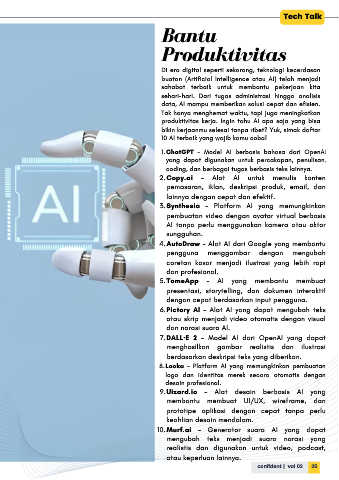 Tech Talk
Bantu
Produktivitas
Di era digital seperti sekarang, teknologi kecerdasan
buatan (Artificial Intelligence atau AI) telah menjadi
sahabat terbaik untuk membantu pekerjaan kita
sehari-hari. Dari tugas administrasi hingga analisis
data, AI mampu memberikan solusi cepat dan efisien.
Tak hanya menghemat waktu, tapi juga meningkatkan
produktivitas kerja. Ingin tahu AI apa saja yang bisa
bikin kerjaanmu selesai tanpa ribet? Yuk, simak daftar
10 AI terbaik yang wajib kamu coba!
1. ChatGPT – Model AI berbasis bahasa dari OpenAI
yang dapat digunakan untuk percakapan, penulisan,
coding, dan berbagai tugas berbasis teks lainnya.
2. Copy.ai – Alat AI untuk menulis konten
pemasaran, iklan, deskripsi produk, email, dan
lainnya dengan cepat dan efektif.
3. Synthesia – Platform AI yang memungkinkan
pembuatan video dengan avatar virtual berbasis
AI tanpa perlu menggunakan kamera atau aktor
sungguhan.
4. AutoDraw – Alat AI dari Google yang membantu
pengguna menggambar dengan mengubah
coretan kasar menjadi ilustrasi yang lebih rapi
dan profesional.
5. TomeApp – AI yang membantu membuat
presentasi, storytelling, dan dokumen interaktif
dengan cepat berdasarkan input pengguna.
6. Pictory AI – Alat AI yang dapat mengubah teks
atau skrip menjadi video otomatis dengan visual
dan narasi suara AI.
7. DALL·E 2 – Model AI dari OpenAI yang dapat
menghasilkan gambar realistis dan ilustrasi
berdasarkan deskripsi teks yang diberikan.
8. Looka – Platform AI yang memungkinkan pembuatan
logo dan identitas merek secara otomatis dengan
desain profesional.
9. Uizard.io – Alat desain berbasis AI yang
membantu membuat UI/UX, wireframe, dan
prototipe aplikasi dengan cepat tanpa perlu
keahlian desain mendalam.
10. Murf.ai – Generator suara AI yang dapat
mengubah teks menjadi suara narasi yang
realistis dan digunakan untuk video, podcast,
atau keperluan lainnya.
AI
confident | vol 02